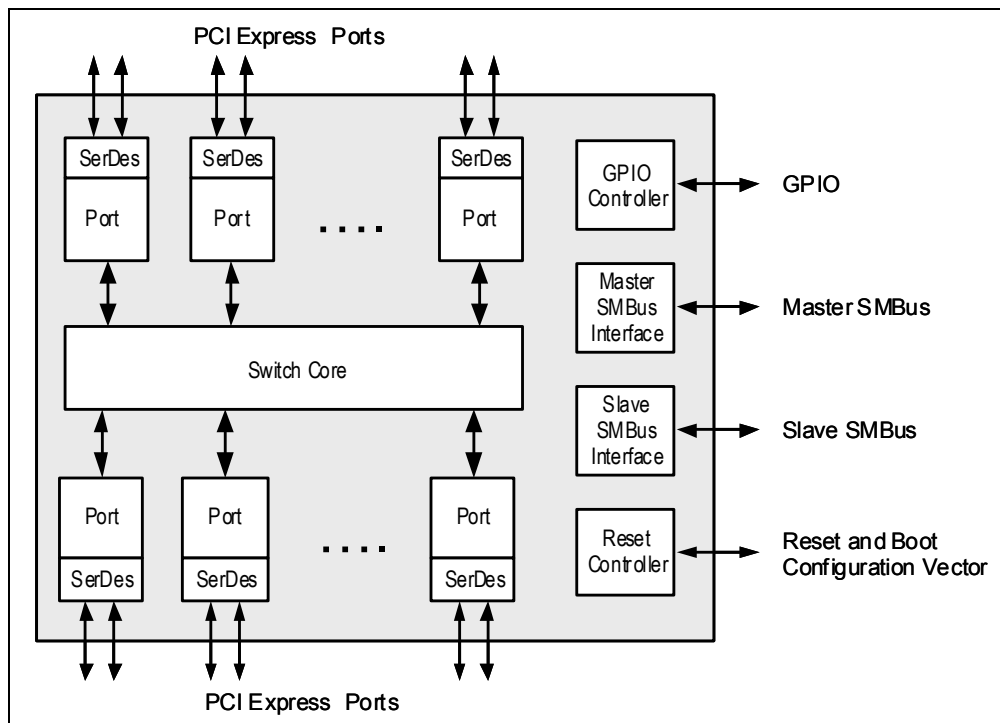 PCI Express Ports
SerDes
SerDes
SerDes
Port
Port
Port
. . . .
GPIO
Controller
GPIO
Master
SMBus
Interface
Master SMBus
Switch Core
Slave
SMBus
Interface
Slave SMBus
Port
Port
Port
. . . .
SerDes
SerDes
SerDes
Reset
Controller
Reset and Boot
Configuration Vector
PCI Express Ports